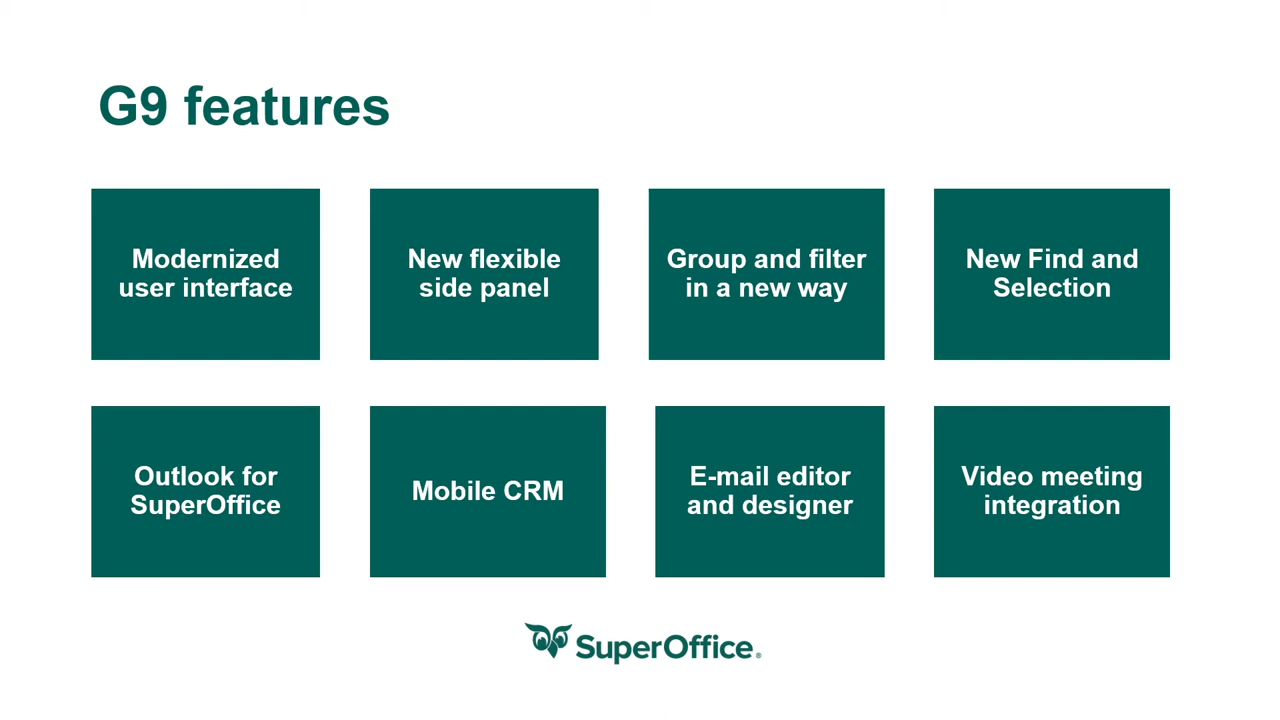 G9 features
Modernized
user interface
New flexible
side panel
Group and filter
in a new way
New Find and
Selection
Outlook for
SuperOffice
Mobile CRM
E-mail editor
and designer
Video meeting
integration
SuperOffice®